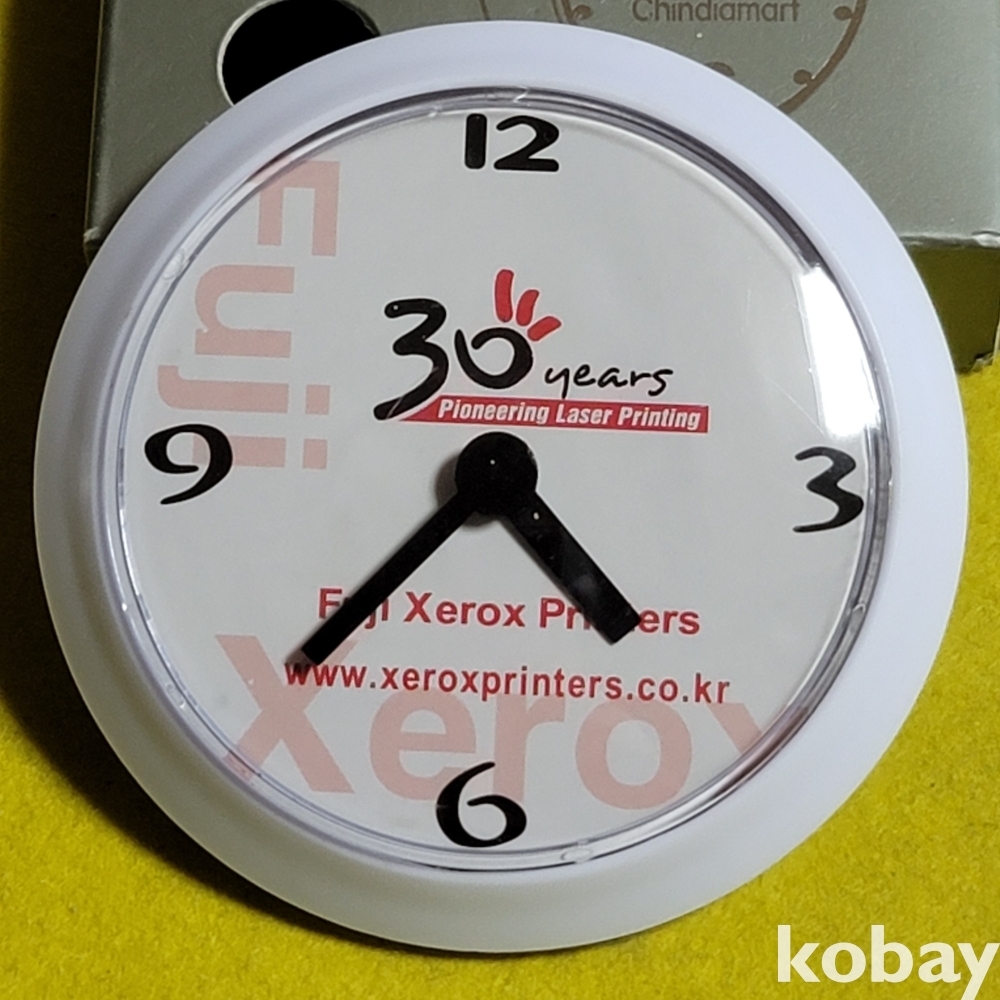 Chindiamart
12
Fuji
30 years
Pioneering Laser Printing
9
3
Fuji Xerox Printers
www.xeroxprinters.co.kr
Xerox
6
kobay